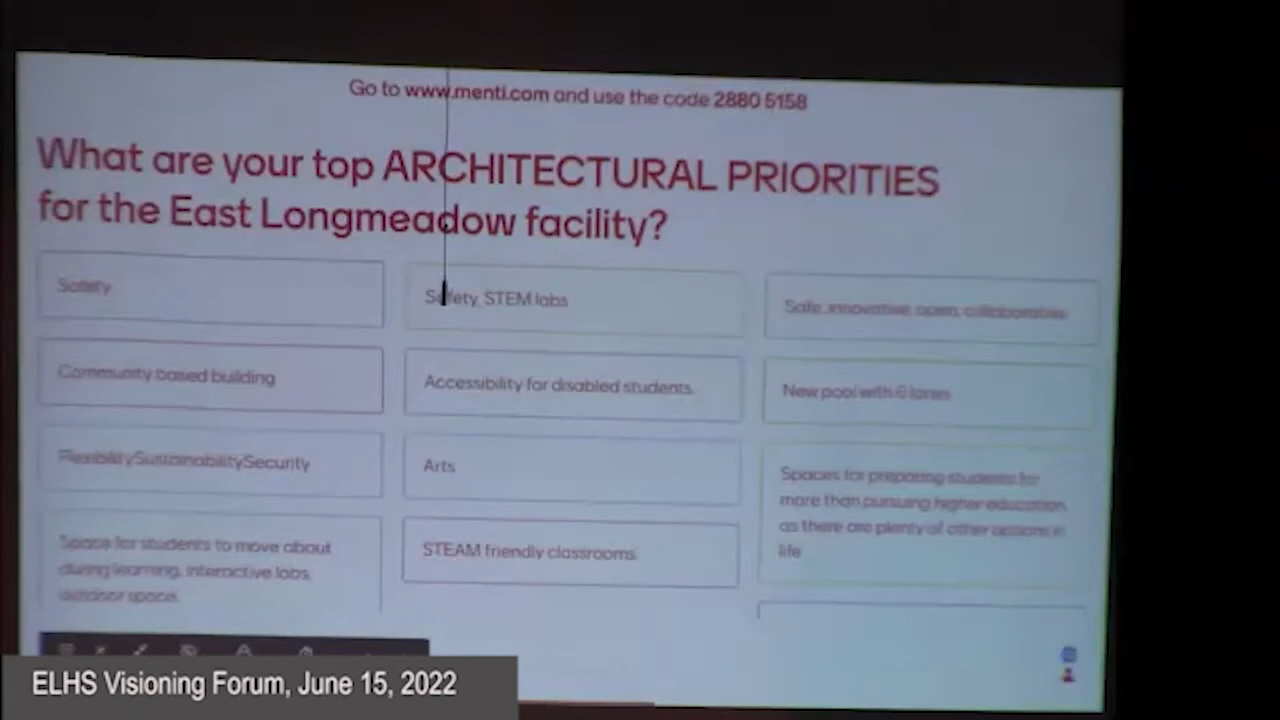 Go to www.menti.com and use the code 2880 5158
What are your top ARCHITECTURAL PRIORITIES
for the East Longmeadow facility?
Safety
Safety, STEM labs
Safe, innovative, open, collaborative
Community based building
Accessibility for disabled students.
New pool with 6 lanes
FlexibilitySustainabilitySecurity
Arts
Spaces for preparing students for
more than pursuing higher education,
as there are plenty of other options in
life
Space for students to move about
during learning, interactive labs,
outdoor space.
STEAM friendly classrooms.
ELHS Visioning Forum, June 15, 2022